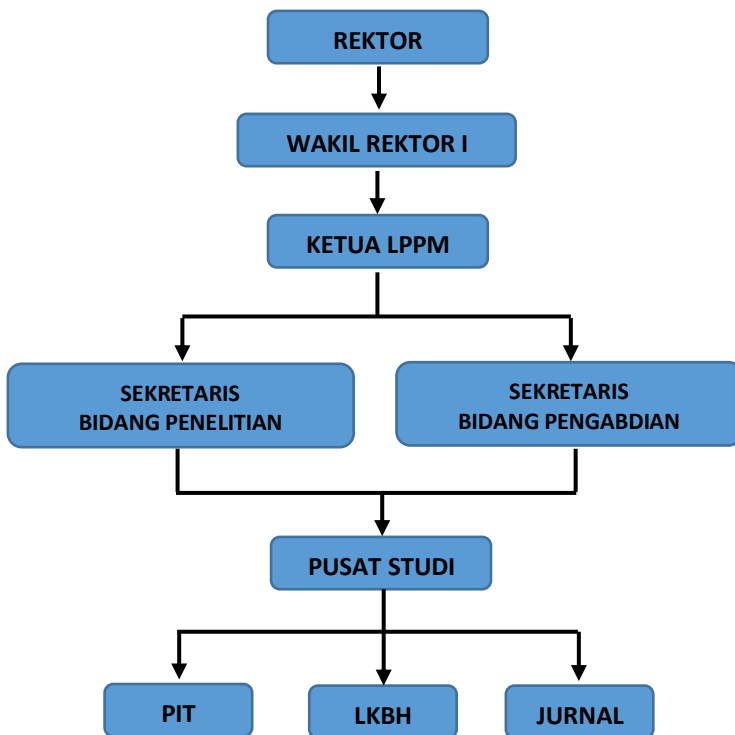 REKTOR
WAKIL REKTOR I
KETUA LPPM
SEKRETARIS
BIDANG PENELITIAN
SEKRETARIS
BIDANG PENGABDIAN
PUSAT STUDI
PIT
LKBH
JURNAL